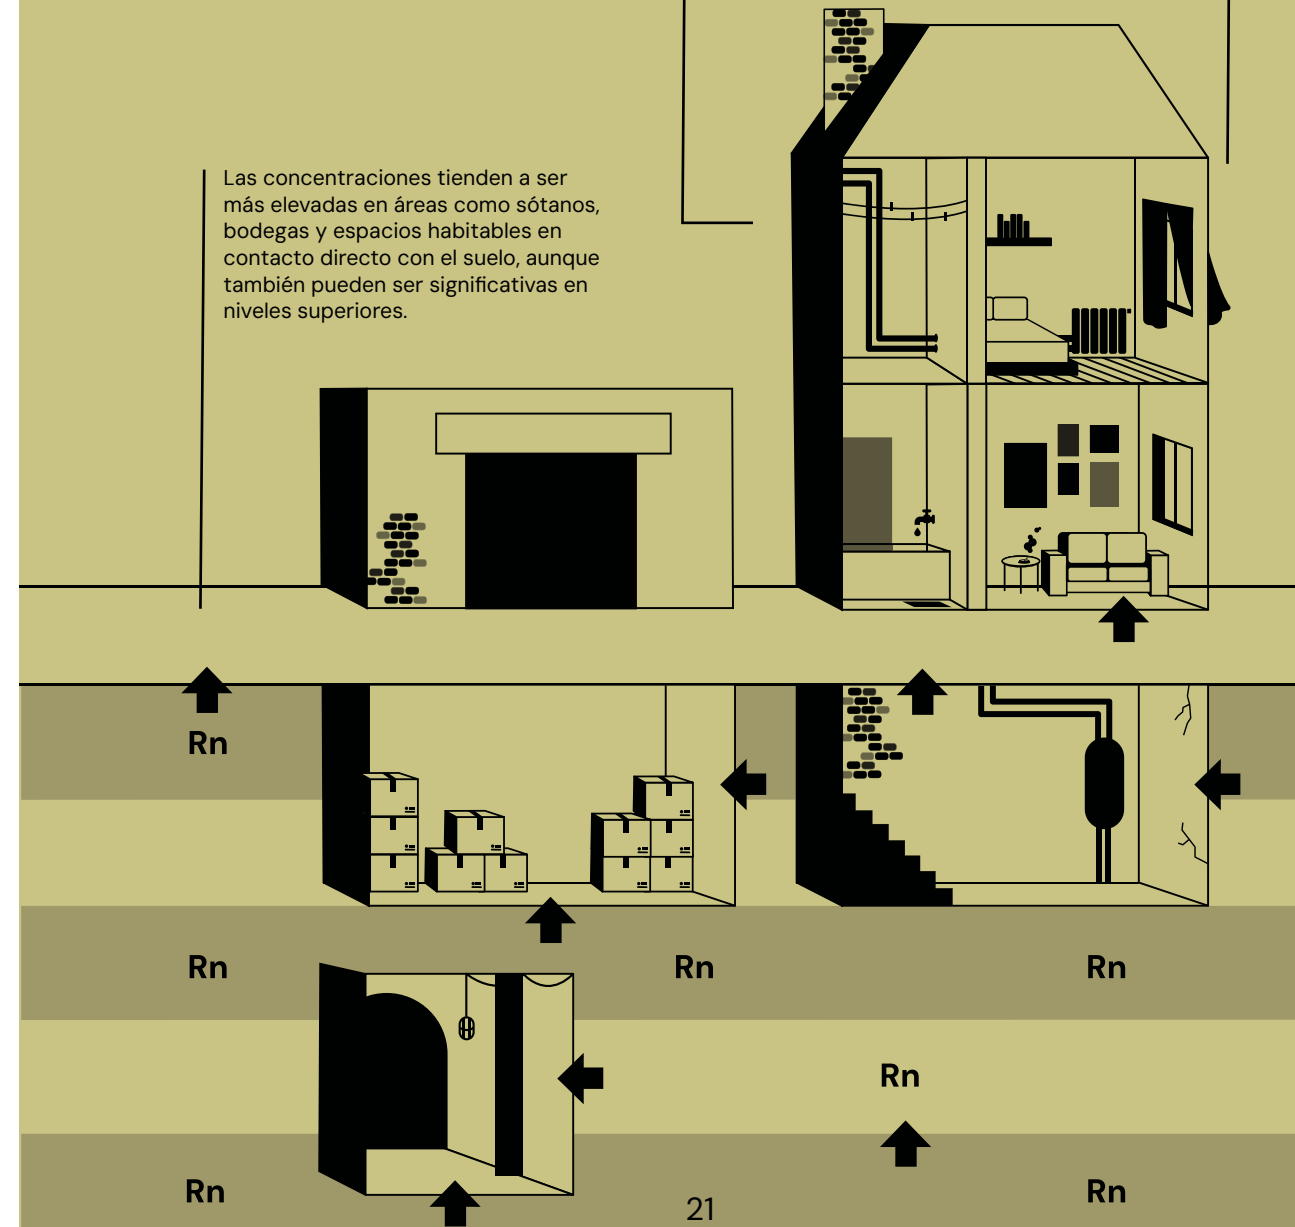 Las concentraciones tienden a ser
más elevadas en áreas como sótanos,
bodegas y espacios habitables en
contacto directo con el suelo, aunque
también pueden ser significativas en
niveles superiores.
Rn
Rn
Rn
Rn
Rn
Rn
Rn
21